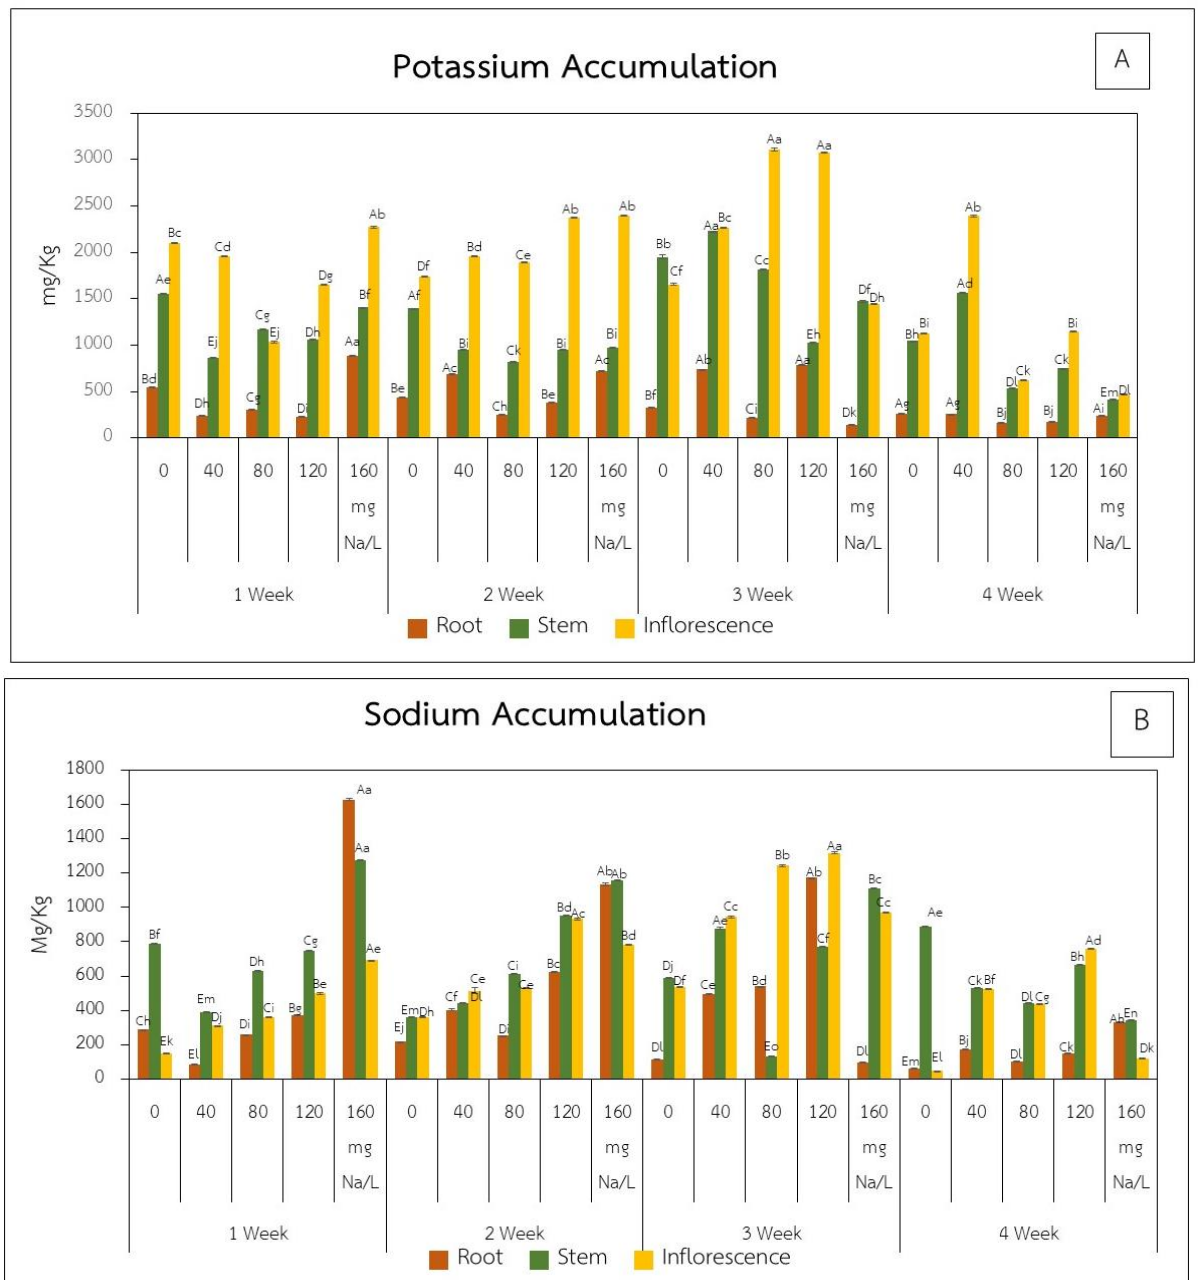 Potassium Accumulation
A
3500
3000
2500
2000
1500
1000
500
0
mg/Kg
Bd Ae Bc Dh Ej Cd Cg Cg Ej Di Dh Dg Aa Bf Ab
Be Af Df Ac Bi Bd Ch Ck Ce Be Bi Ab Ac Bi Ab
Bf Bb Cf Ab Aa Bc Ci Cc Aa Aa Eh Aa Dk Df Dh
Ag Bh Bi Ag Ad Ab Bj Dl Ck Bj Ck Bi Ai Em Dl
0 40 80 120 160 0 40 80 120 160 0 40 80 120 160 0 40 80 120 160
mg mg mg mg
Na/L Na/L Na/L Na/L
1 Week 2 Week 3 Week 4 Week
Root Stem Inflorescence
Sodium Accumulation
B
1800
1600
1400
1200
1000
800
600
400
200
0
Mg/Kg
Ch Bf Ek El Em Dj Di Dh Ci Bg Cg Be Aa Aa Ae
Ej Em Dh Cf Dl Ce Di Ci Ce Bc Bd Ac Ab Ab Bd
Dl Dj Df Ce Ae Cc Bd Eo Bb Ab Cf Aa Dl Bc Cc
Em Ae El Bj Ck Bf Dl Dl Cg Ck Bh Ad Ah En Dk
0 40 80 120 160 0 40 80 120 160 0 40 80 120 160 0 40 80 120 160
mg mg mg mg
Na/L Na/L Na/L Na/L
1 Week 2 Week 3 Week 4 Week
Root Stem Inflorescence